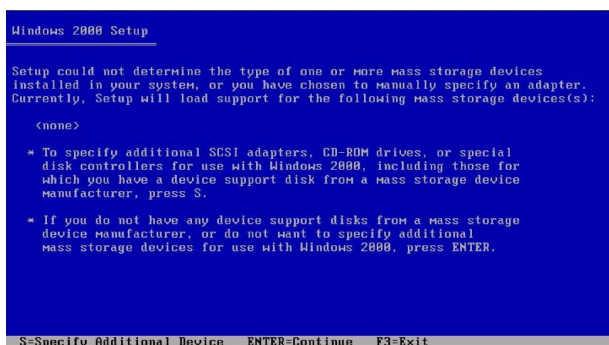 Windows 2000 Setup
Setup could not determine the type of one or more mass storage devices
installed in your system, or you have chosen to manually specify an adapter.
Currently, Setup will load support for the following mass storage devices(s):
<none>
* To specify additional SCSI adapters, CD-ROM drives, or special
disk controllers for use with Windows 2000, including those for
which you have a device support disk from a mass storage device
manufacturer, press S.
* If you do not have any device support disks from a mass storage
device manufacturer, or do not want to specify additional
mass storage devices for use with Windows 2000, press ENTER.
S=Specify Additional Device ENTER=Continue F3=Exit